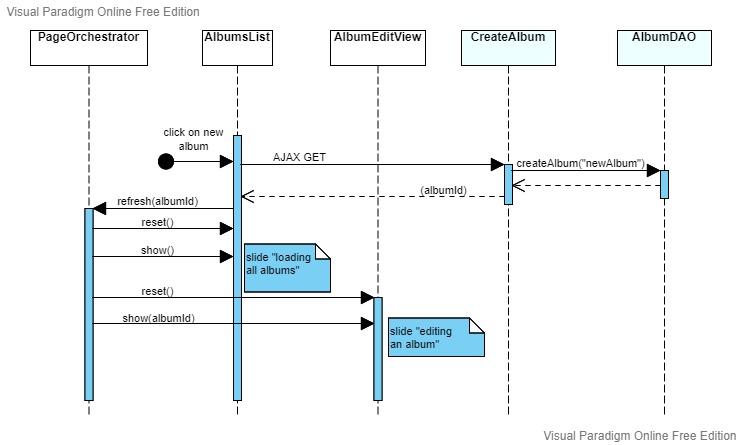 Visual Paradigm Online Free Edition
PageOrchestrator
AlbumsList
AlbumEditView
CreateAlbum
AlbumDAO
click on new
album
AJAX GET
createAlbum("newAlbum")
(albumId)
refresh(albumId)
reset()
show()
slide "loading
all albums"
reset()
show(albumId)
slide "editing
an album"
Visual Paradigm Online Free Edition